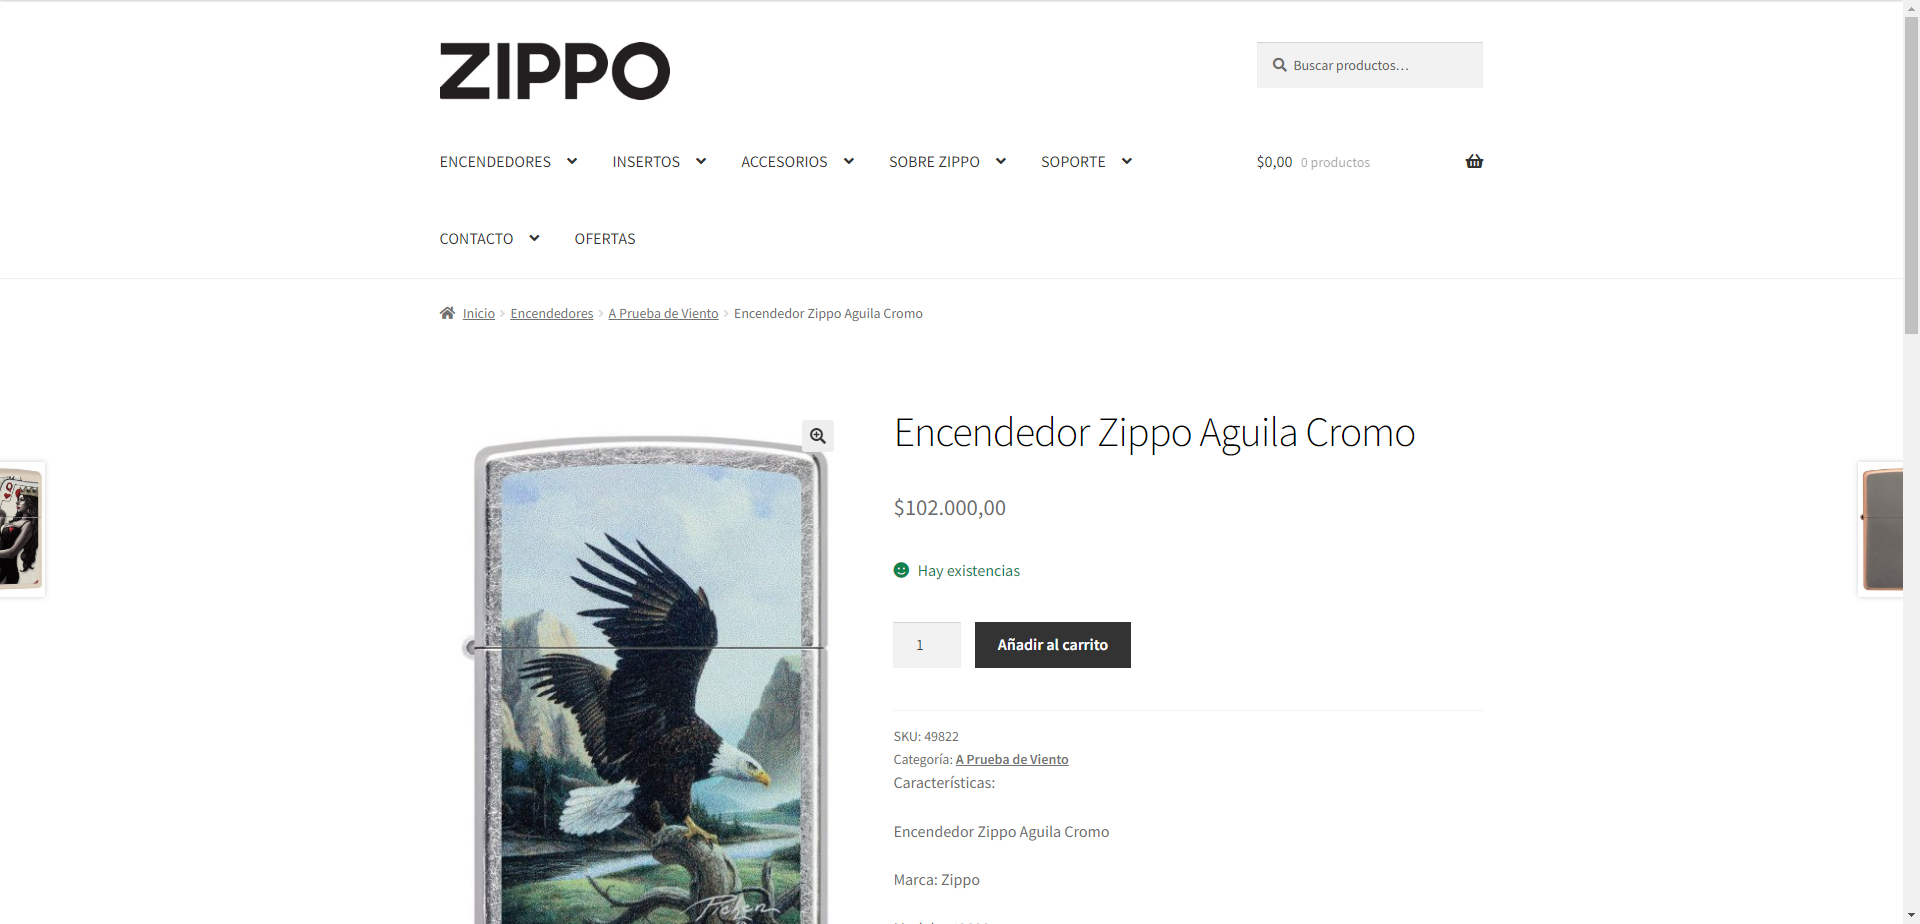 ZIPPO
Buscar productos…
ENCENDEDORES INSERTOS ACCESORIOS SOBRE ZIPPO SOPORTE
$0,00 0 productos
CONTACTO OFERTAS
Inicio Encendedores A Prueba de Viento Encendedor Zippo Aguila Cromo
Encendedor Zippo Aguila Cromo
$102.000,00
Hay existencias
1 Añadir al carrito
SKU: 49822
Categoría: A Prueba de Viento
Características:
Encendedor Zippo Aguila Cromo
Marca: Zippo